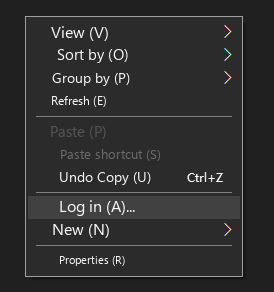 View (V)
Sort by (O)
Group by (P)
Refresh (E)
Paste (P)
Paste shortcut (S)
Undo Copy (U) Ctrl+Z
Log in (A)...
New (N)
Properties (R)